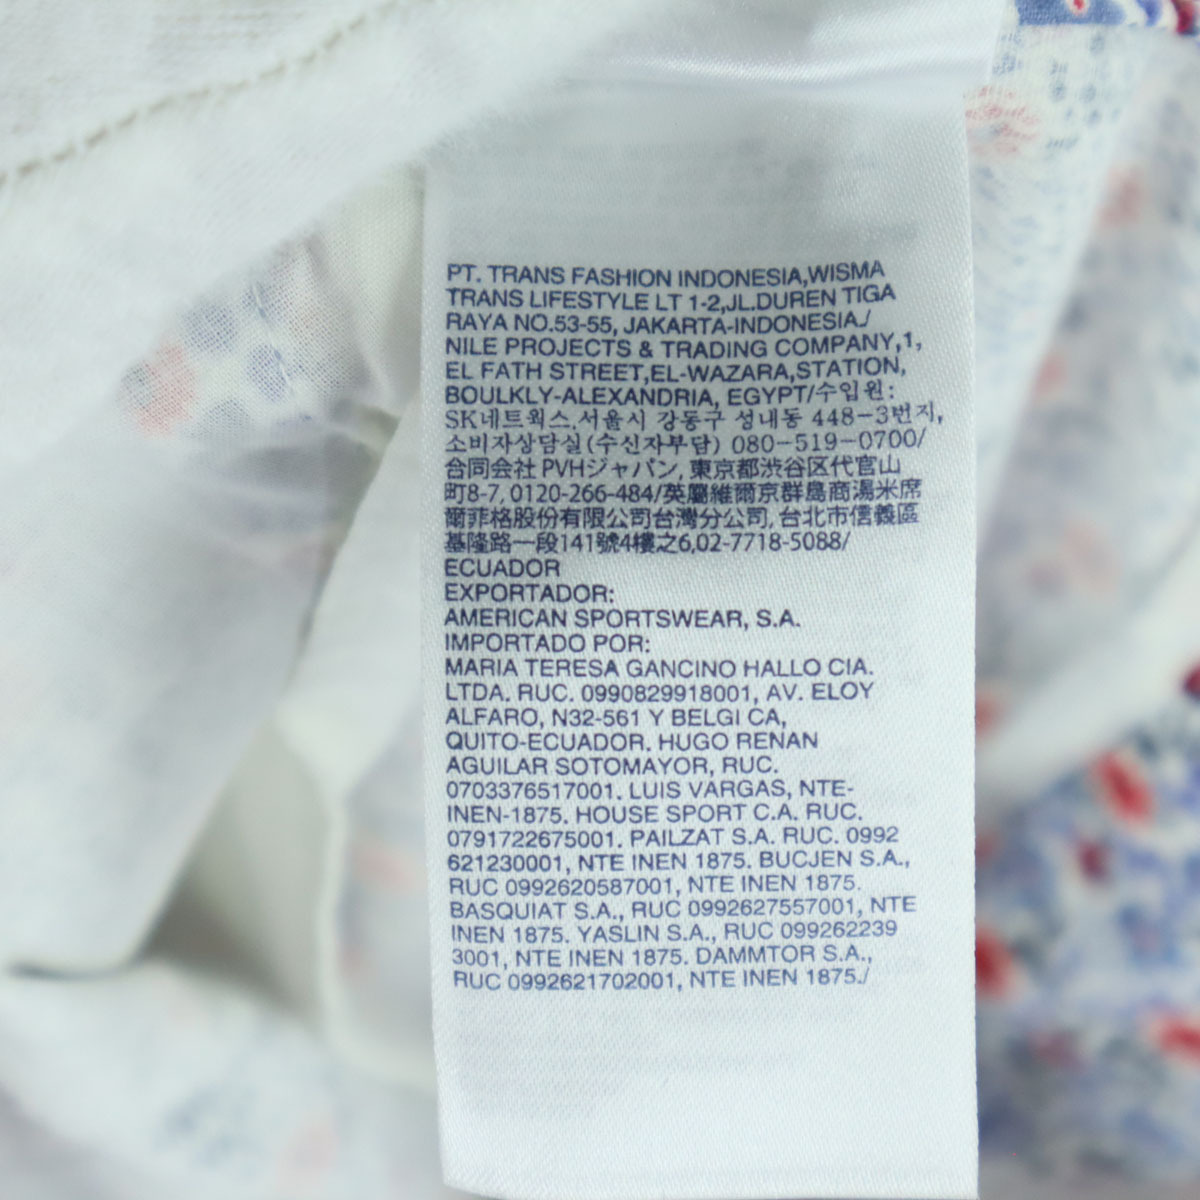 PT. TRANS FASHION INDONESIA,WISMA
TRANS LIFESTYLE LT 1-2,JL.DUREN TIGA
RAYA NO.53-55, JAKARTA-INDONESIA./
NILE PROJECTS & TRADING COMPANY,1,
EL FATH STREET,EL-WAZARA,STATION,
BOULKLY-ALEXANDRIA, EGYPT/수입원:
SK네트웍스,서울시 강동구 성내동 448-3번지,
소비자상담실(수신자부담) 080-519-0700/
合同会社 PVHジャパン, 東京都渋谷区代官山
町8-7, 0120-266-484/英屬維爾京群島商湯米席
爾菲格股份有限公司台灣分公司, 台北市信義區
基隆路一段141號4樓之6,02-7718-5088/
ECUADOR
EXPORTADOR:
AMERICAN SPORTSWEAR, S.A.
IMPORTADO POR:
MARIA TERESA GANCINO HALLO CIA.
LTDA. RUC. 0990829918001, AV. ELOY
ALFARO, N32-561 Y BELGI CA,
QUITO-ECUADOR. HUGO RENAN
AGUILAR SOTOMAYOR, RUC.
0703376517001. LUIS VARGAS, NTE-
INEN-1875. HOUSE SPORT C.A. RUC.
0791722675001. PAILZAT S.A. RUC. 0992
621230001, NTE INEN 1875. BUCJEN S.A.,
RUC 0992620587001, NTE INEN 1875.
BASQUIAT S.A., RUC 0992627557001, NTE
INEN 1875. YASLIN S.A., RUC 099262239
3001, NTE INEN 1875. DAMMTOR S.A.,
RUC 0992621702001, NTE INEN 1875./